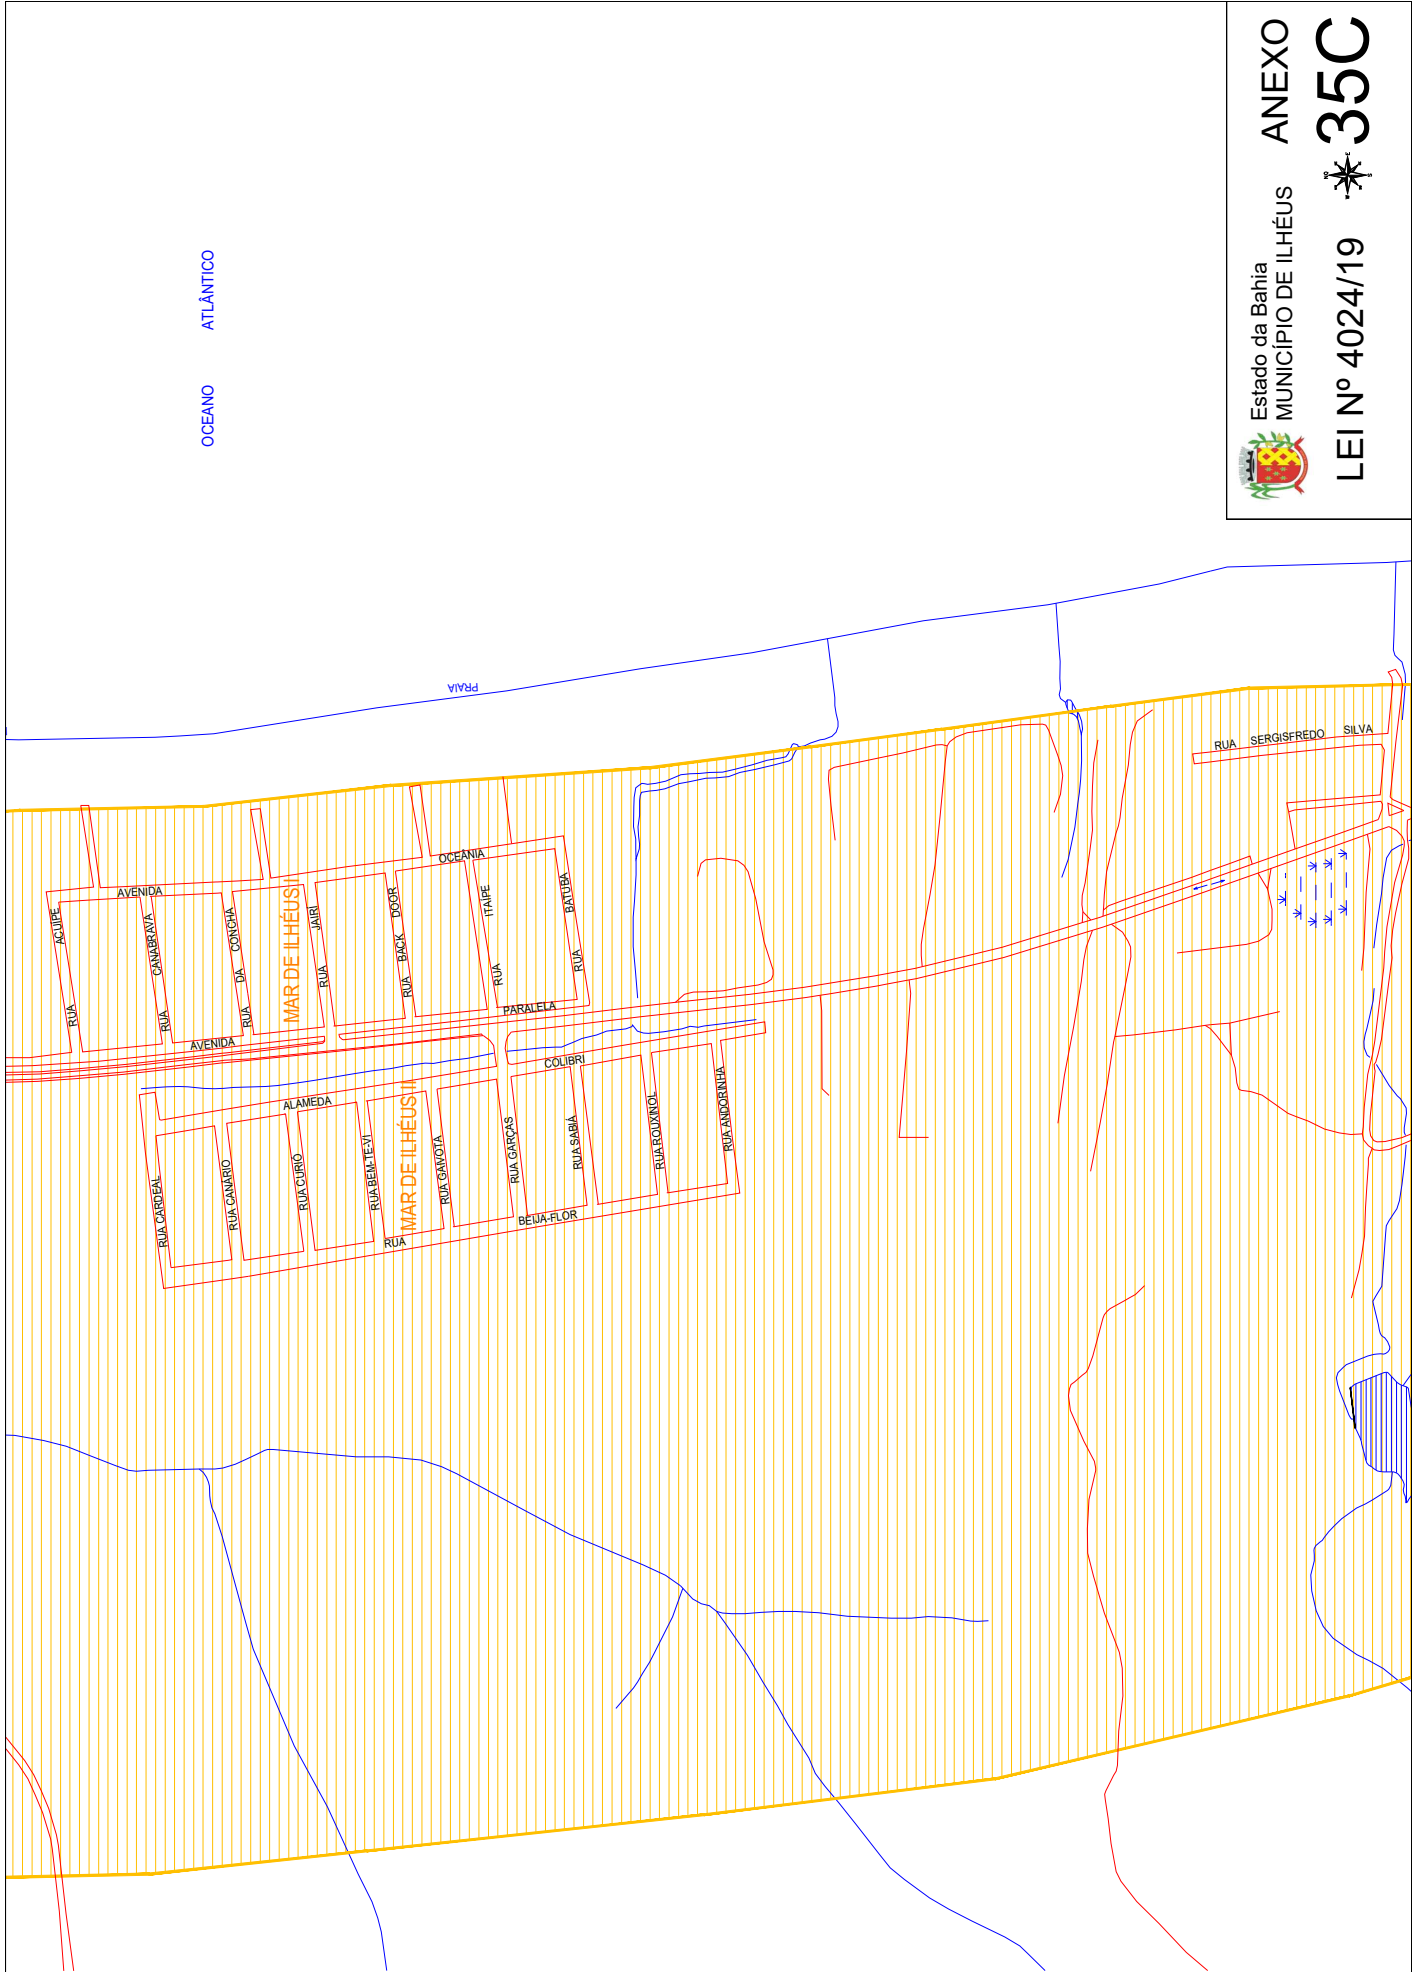 Estado da Bahia
MUNICÍPIO DE ILHÉUS
ANEXO
LEI Nº 4024/19
35C
OCEANO ATLÂNTICO
PRAIA
AVENIDA OCEÂNIA
RUA ACUIPE
RUA CANABRAVA
RUA DA CONCHA
MAR DE ILHÉUS I
RUA JAIRI
RUA BACK DOOR
RUA ITAIPE
RUA BATUBA
AVENIDA PARALELA
ALAMEDA COLIBRI
RUA CARDEAL
RUA CANÁRIO
RUA CURIÓ
RUA BEM-TE-VI
MAR DE ILHÉUS II
RUA GAIVOTA
RUA GARÇAS
RUA SABIÁ
RUA ROUXINOL
RUA ANDORINHA
RUA BEIJA-FLOR
RUA SERGISFREDO SILVA